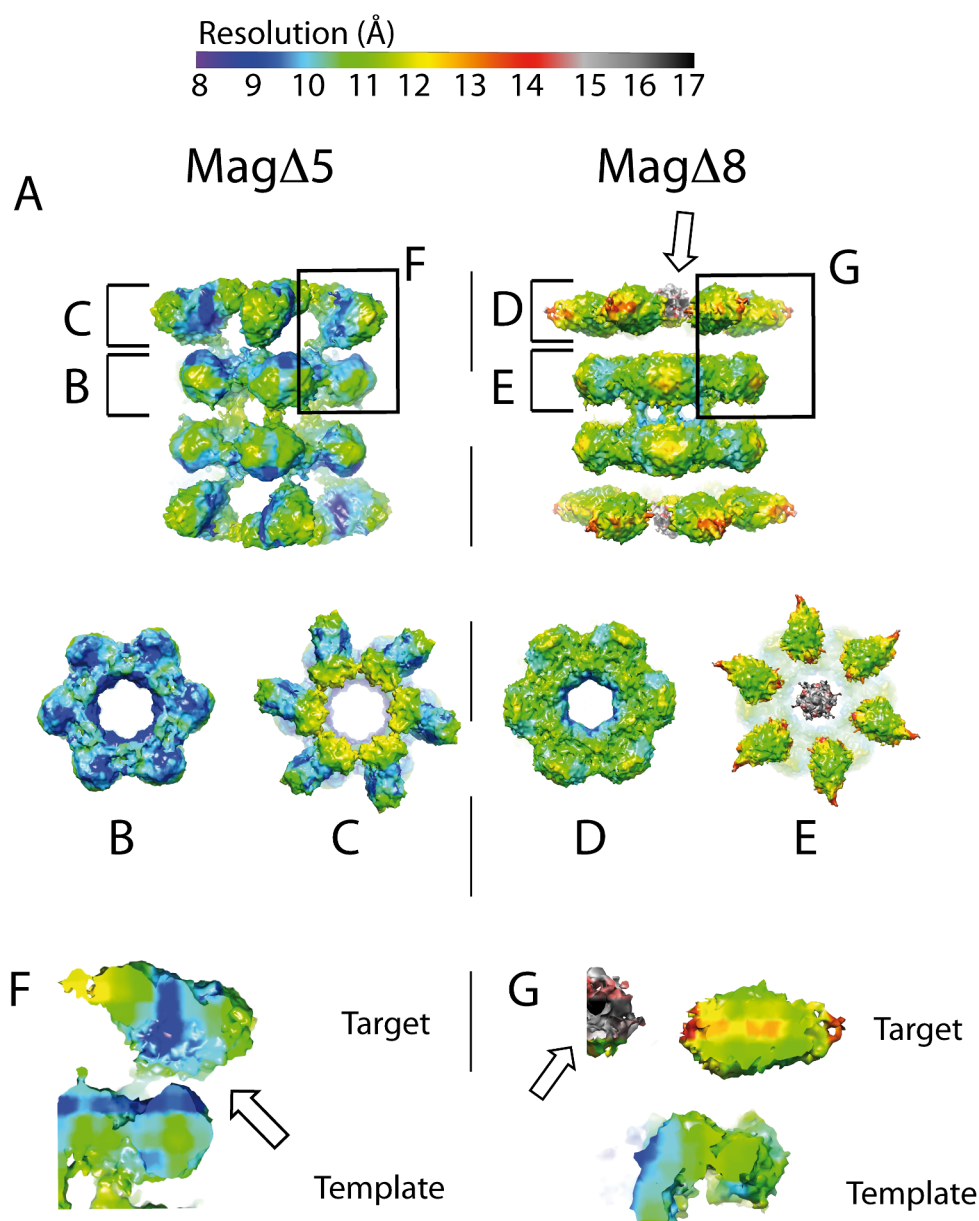 Resolution (Å)
8 9 10 11 12 13 14 15 16 17
MagΔ5 MagΔ8
A
F
G
C
D
B
E
B C D E
F
G
Target
Target
Template
Template